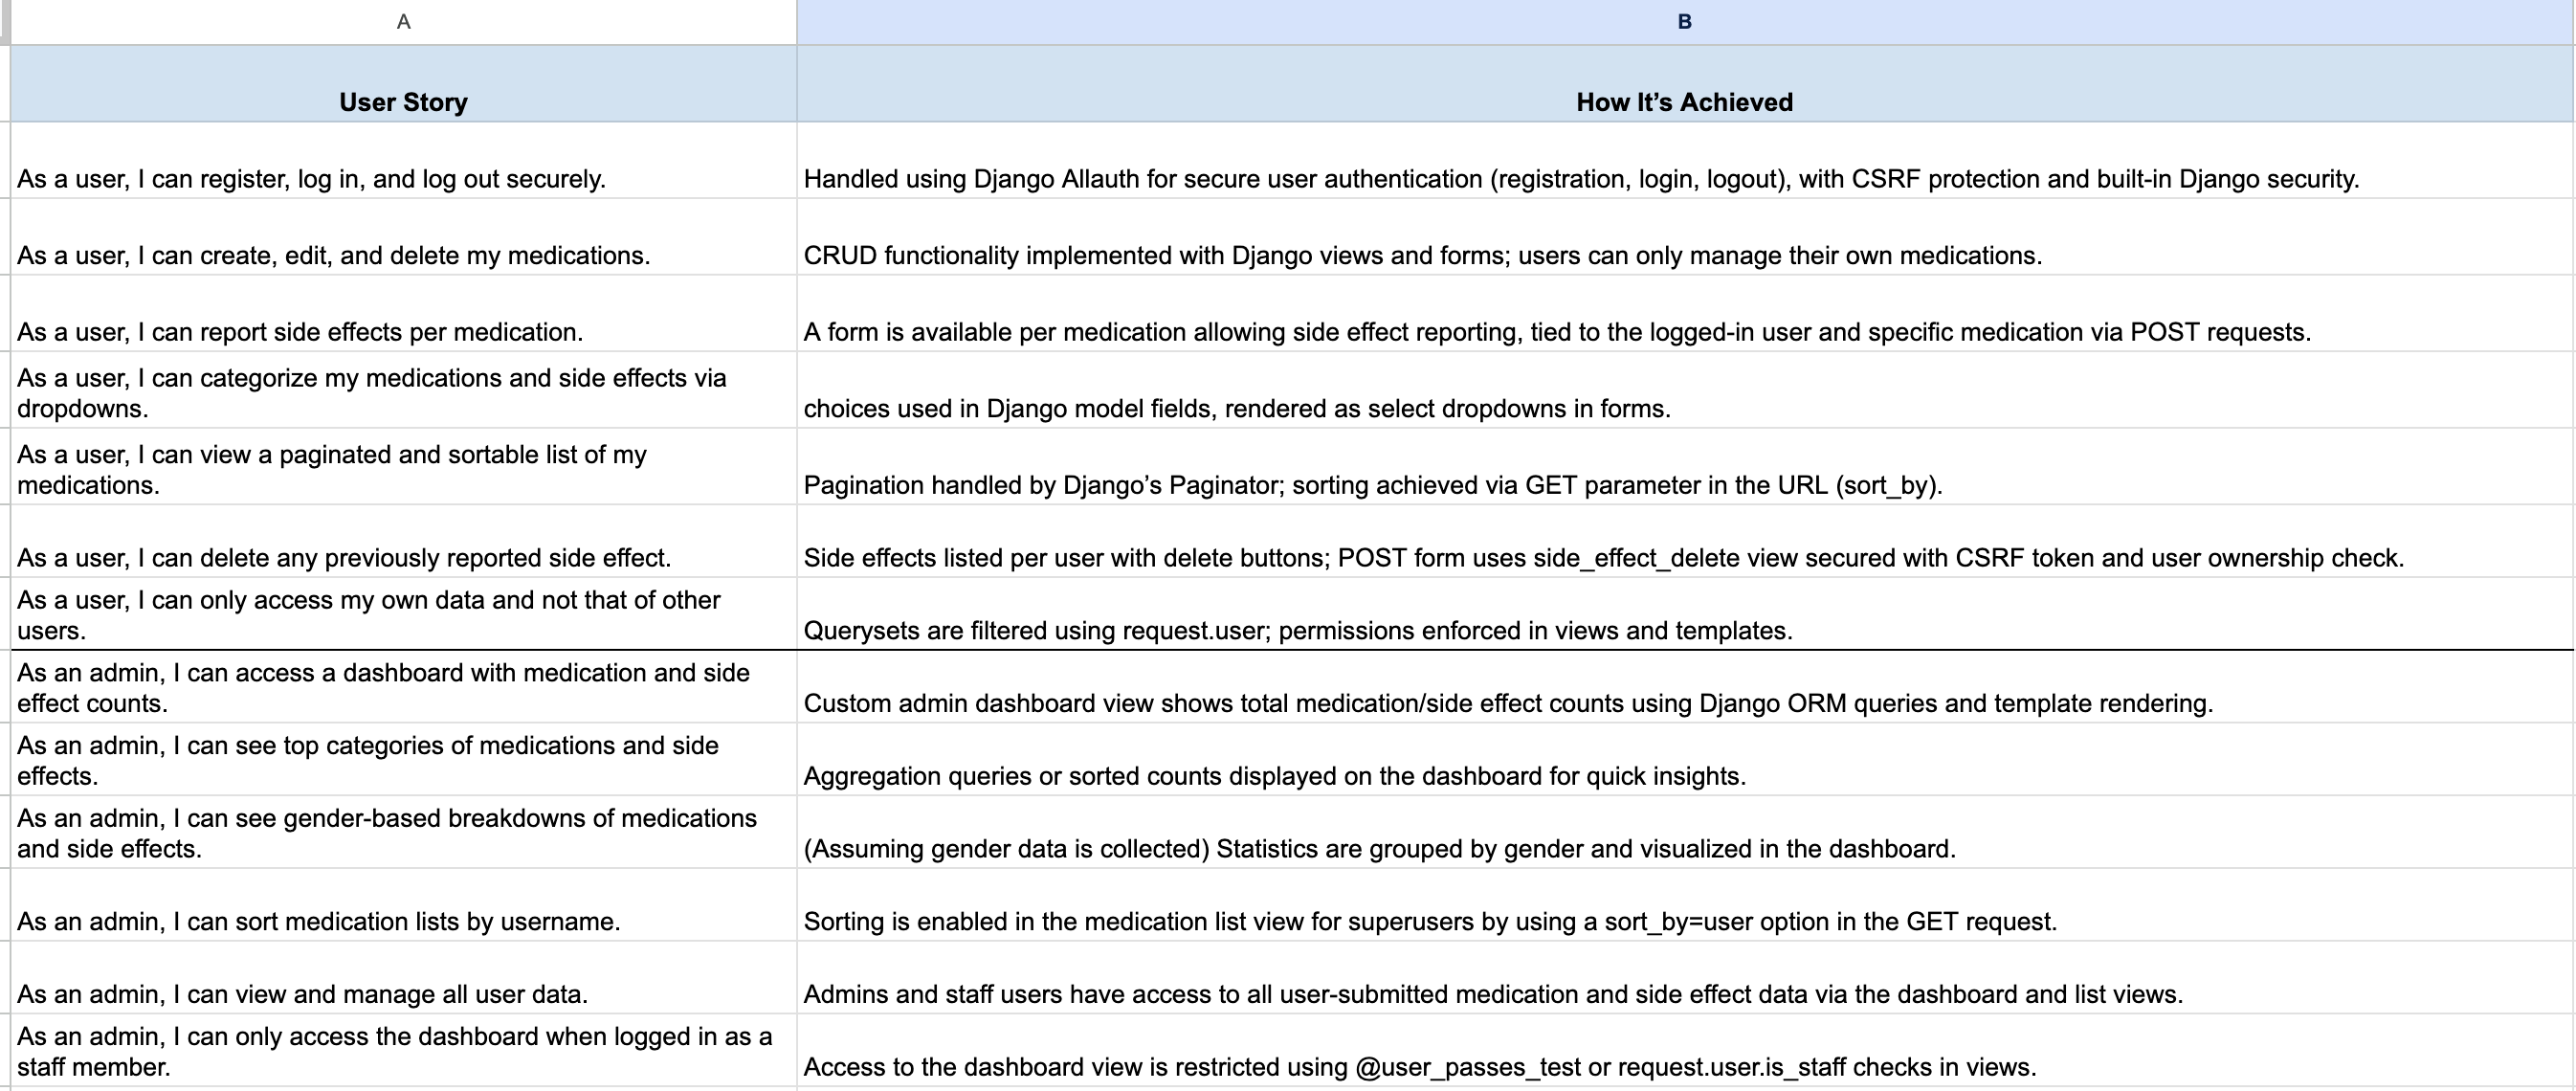 A
B
User Story
How It’s Achieved
As a user, I can register, log in, and log out securely.
Handled using Django Allauth for secure user authentication (registration, login, logout), with CSRF protection and built-in Django security.
As a user, I can create, edit, and delete my medications.
CRUD functionality implemented with Django views and forms; users can only manage their own medications.
As a user, I can report side effects per medication.
A form is available per medication allowing side effect reporting, tied to the logged-in user and specific medication via POST requests.
As a user, I can categorize my medications and side effects via
dropdowns.
choices used in Django model fields, rendered as select dropdowns in forms.
As a user, I can view a paginated and sortable list of my
medications.
Pagination handled by Django’s Paginator; sorting achieved via GET parameter in the URL (sort_by).
As a user, I can delete any previously reported side effect.
Side effects listed per user with delete buttons; POST form uses side_effect_delete view secured with CSRF token and user ownership check.
As a user, I can only access my own data and not that of other
users.
Querysets are filtered using request.user; permissions enforced in views and templates.
As an admin, I can access a dashboard with medication and side
effect counts.
Custom admin dashboard view shows total medication/side effect counts using Django ORM queries and template rendering.
As an admin, I can see top categories of medications and side
effects.
Aggregation queries or sorted counts displayed on the dashboard for quick insights.
As an admin, I can see gender-based breakdowns of medications
and side effects.
(Assuming gender data is collected) Statistics are grouped by gender and visualized in the dashboard.
As an admin, I can sort medication lists by username.
Sorting is enabled in the medication list view for superusers by using a sort_by=user option in the GET request.
As an admin, I can view and manage all user data.
Admins and staff users have access to all user-submitted medication and side effect data via the dashboard and list views.
As an admin, I can only access the dashboard when logged in as a
staff member.
Access to the dashboard view is restricted using @user_passes_test or request.user.is_staff checks in views.